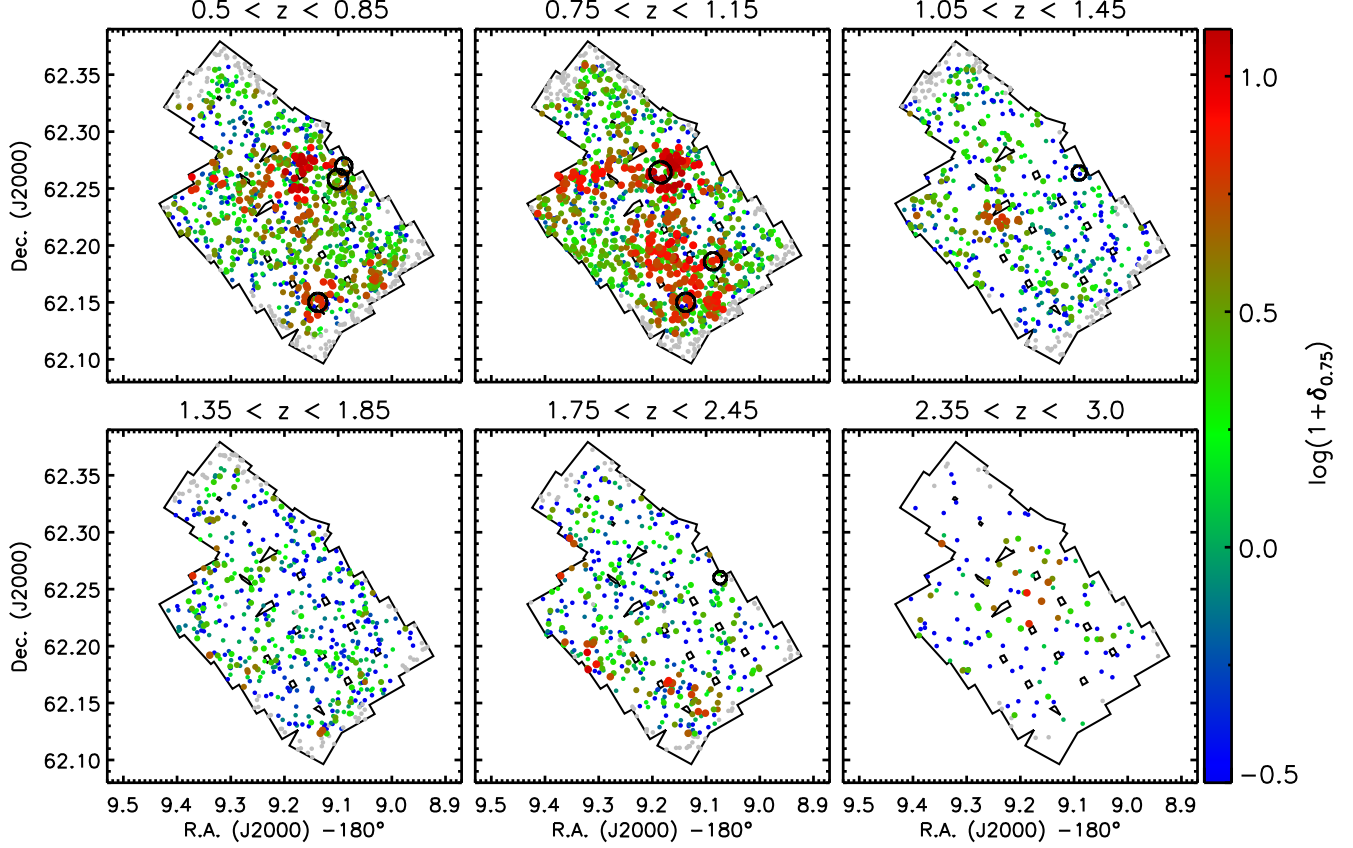 0.5 < z < 0.85
0.75 < z < 1.15
1.05 < z < 1.45
62.35
62.30
62.25
62.20
62.15
62.10
Dec. (J2000)
1.35 < z < 1.85
1.75 < z < 2.45
2.35 < z < 3.0
62.35
62.30
62.25
62.20
62.15
62.10
Dec. (J2000)
9.5 9.4 9.3 9.2 9.1 9.0 8.9
9.5 9.4 9.3 9.2 9.1 9.0 8.9
9.5 9.4 9.3 9.2 9.1 9.0 8.9
R.A. (J2000) −180°
R.A. (J2000) −180°
R.A. (J2000) −180°
1.0
0.5
0.0
−0.5
log(1+δ0.75)